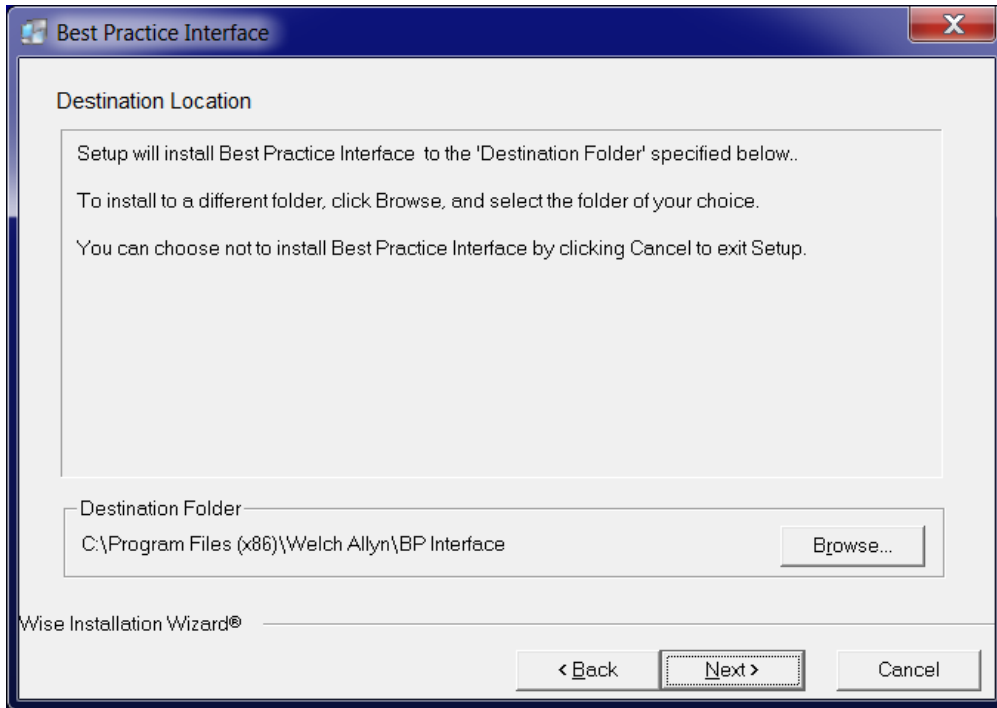 Best Practice Interface
Destination Location
Setup will install Best Practice Interface  to the 'Destination Folder' specified below..
To install to a different folder, click Browse, and select the folder of your choice.
You can choose not to install Best Practice Interface by clicking Cancel to exit Setup.
Destination Folder
C:\Program Files (x86)\Welch Allyn\BP Interface
Browse...
Wise Installation Wizard®
< Back
Next >
Cancel